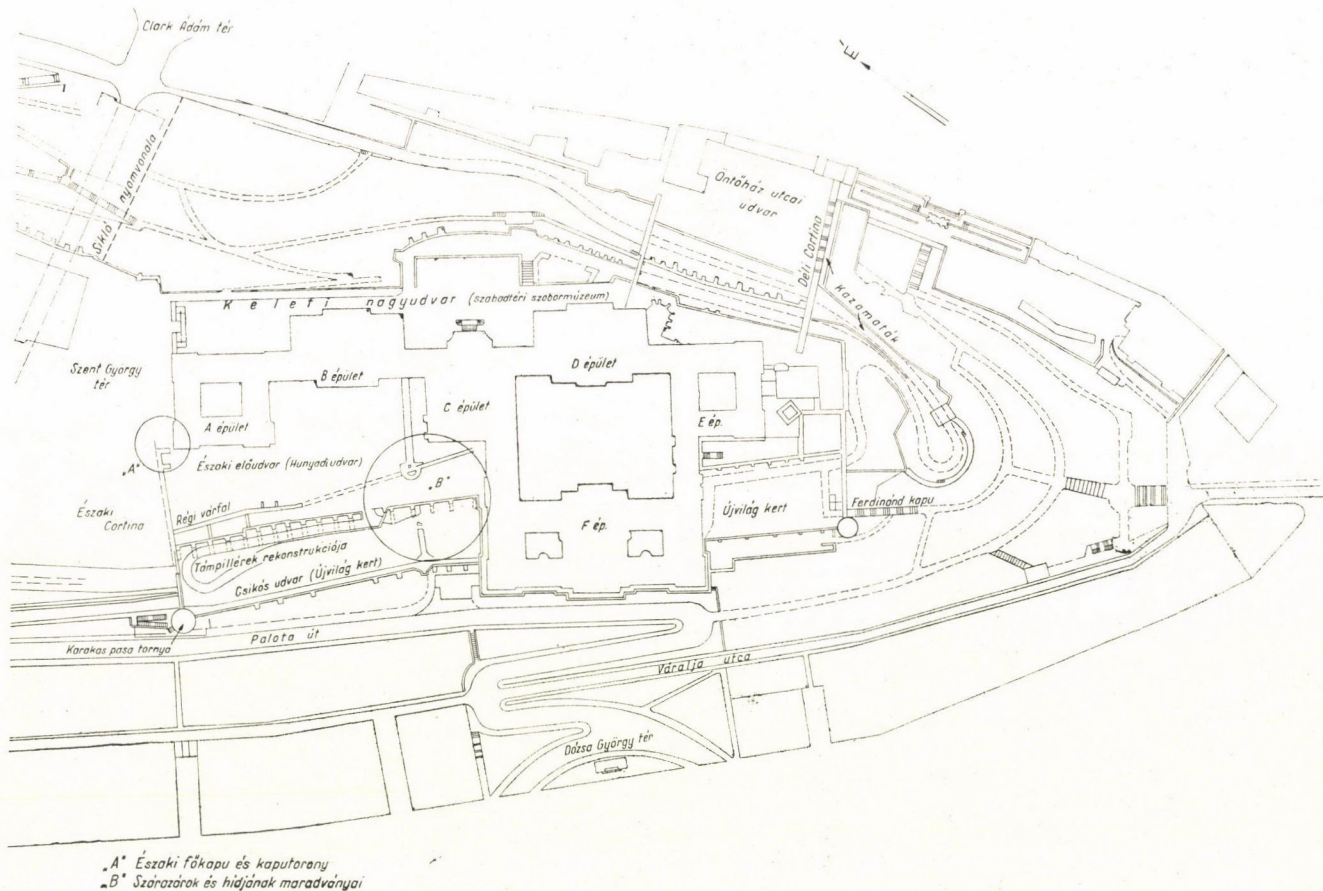 Clark Ádám tér
É
Sikló nyomvonala
Öntőház utcai
udvar
Déli Cortina
Kazamaták
Keleti nagyudvar (szabadtéri szobormúzeum)
Szent György
tér
B épület
D épület
C épület
A épület
E ép.
"A"
Északi előudvar (Hunyadi udvar)
"B"
Északi
Cortina
Régi várfal
Újvilág kert
Ferdinánd kapu
F ép.
Támpillérek rekonstrukciója
Csikós udvar (Újvilág kert)
Karakas pasa tornya
Palota út
Váralja utca
Dózsa György tér
"A" Északi főkapu és kaputorony
"B" Szárazárok és hídjának maradványai